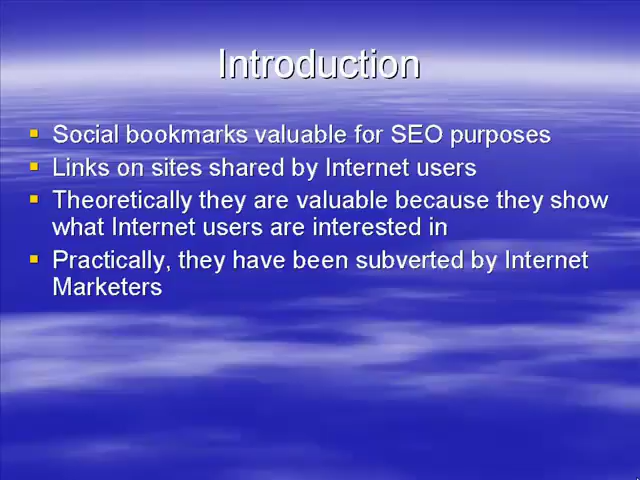 Introduction
Social bookmarks valuable for SEO purposes
Links on sites shared by Internet users
Theoretically they are valuable because they show
what Internet users are interested in
Practically, they have been subverted by Internet
Marketers